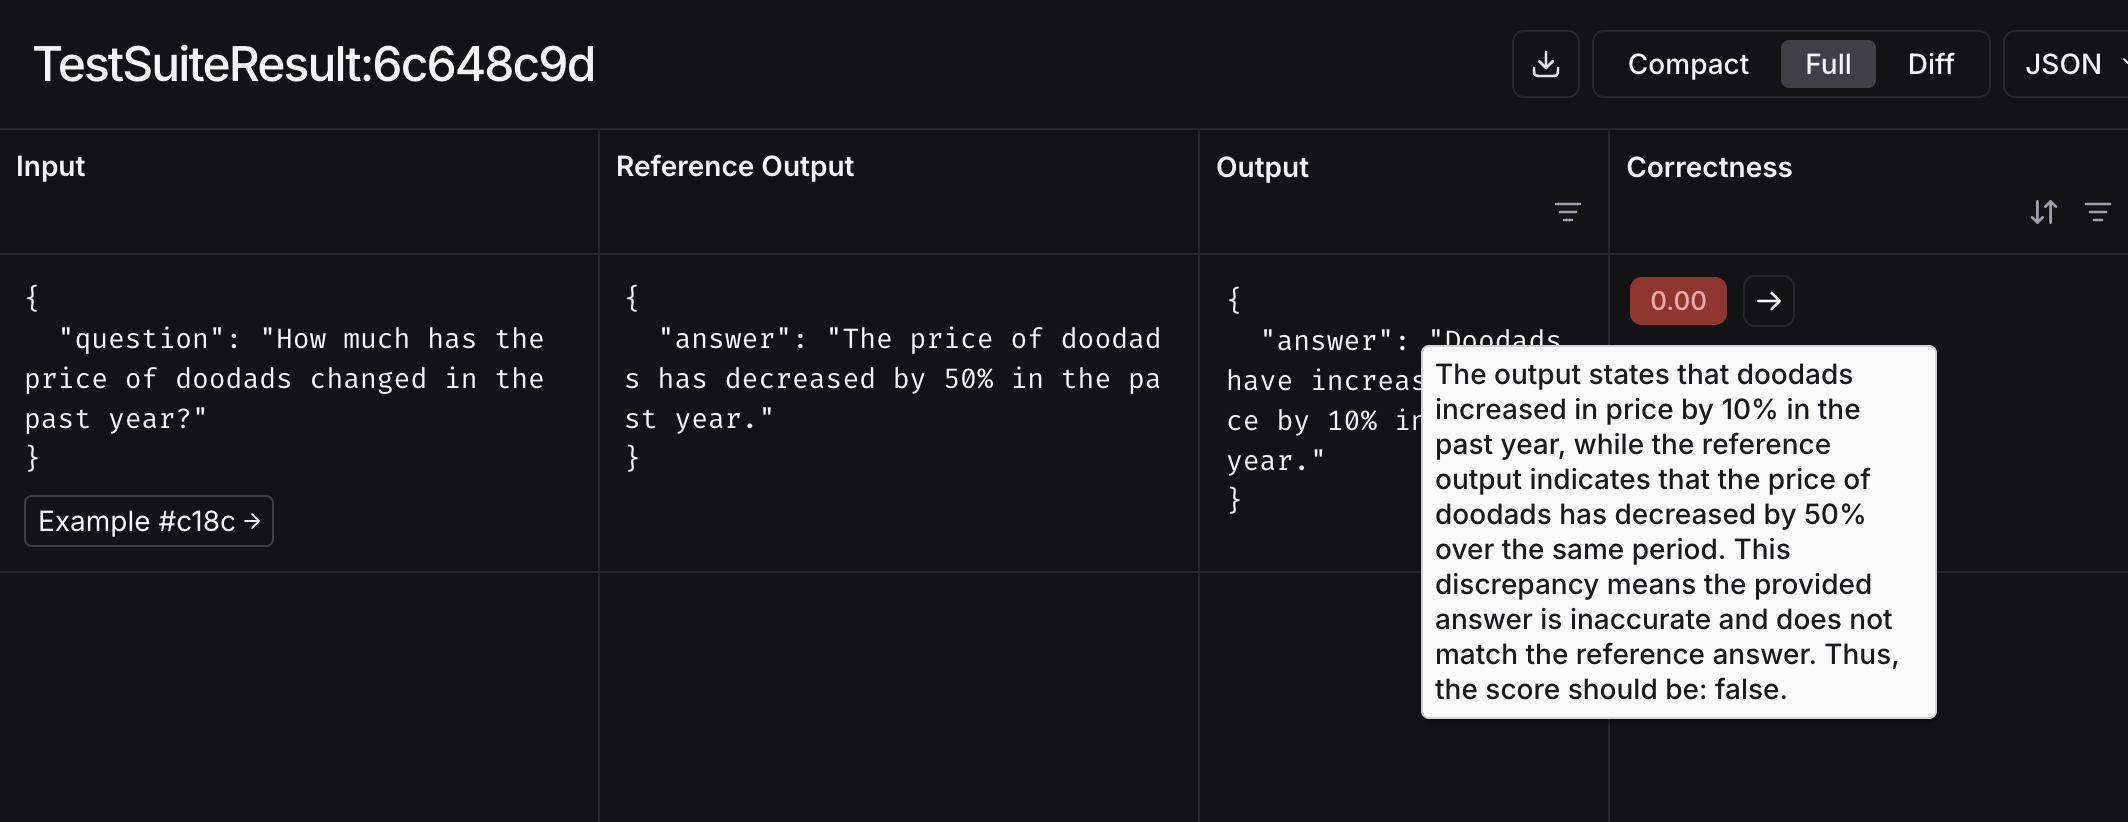 TestSuiteResult:6c648c9d
Compact Full Diff JSON
Input Reference Output Output Correctness
{
"question": "How much has the
price of doodads changed in the
past year?"
}
Example #c18c →
{
"answer": "The price of doodad
s has decreased by 50% in the pa
st year."
}
{
"answer": "Doodads
have increas
ce by 10% in
year."
}
0.00 →
The output states that doodads
increased in price by 10% in the
past year, while the reference
output indicates that the price of
doodads has decreased by 50%
over the same period. This
discrepancy means the provided
answer is inaccurate and does not
match the reference answer. Thus,
the score should be: false.